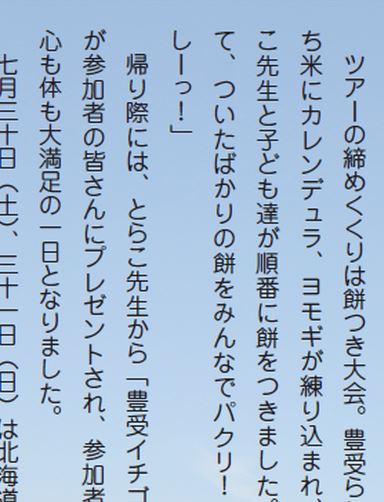 ツアーの締めくくりは餅つき大会。豊受ら
ち米にカレンデュラ、ヨモギが練り込まれ、
こ先生と子ども達が順番に餅をつきました。
て、ついたばかりの餅をみんなでパクリ！
しーっ！」
帰り際には、とらこ先生から「豊受イチゴ
が参加者の皆さんにプレゼントされ、参加者
心も体も大満足の一日となりました。
七月三十日（土）、三十一日（日）は北海道